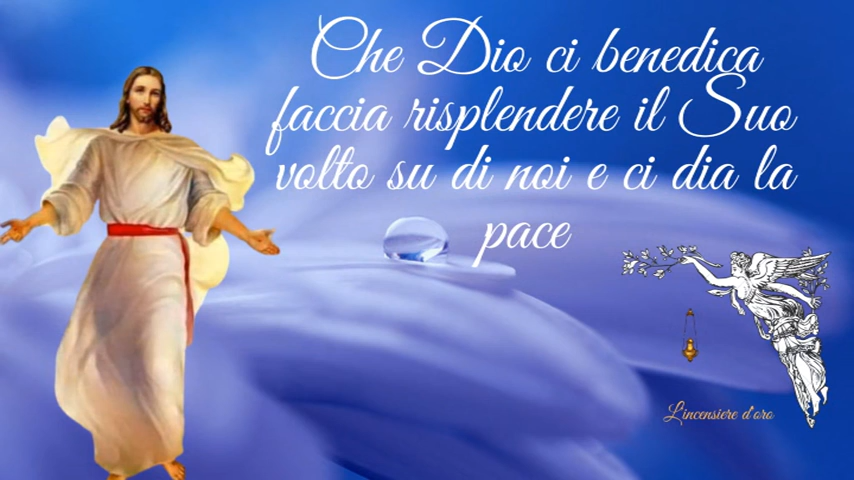 Che Dio ci benedica
faccia risplendere il Suo
volto su di noi e ci dia la
pace
L'incensiere d'oro